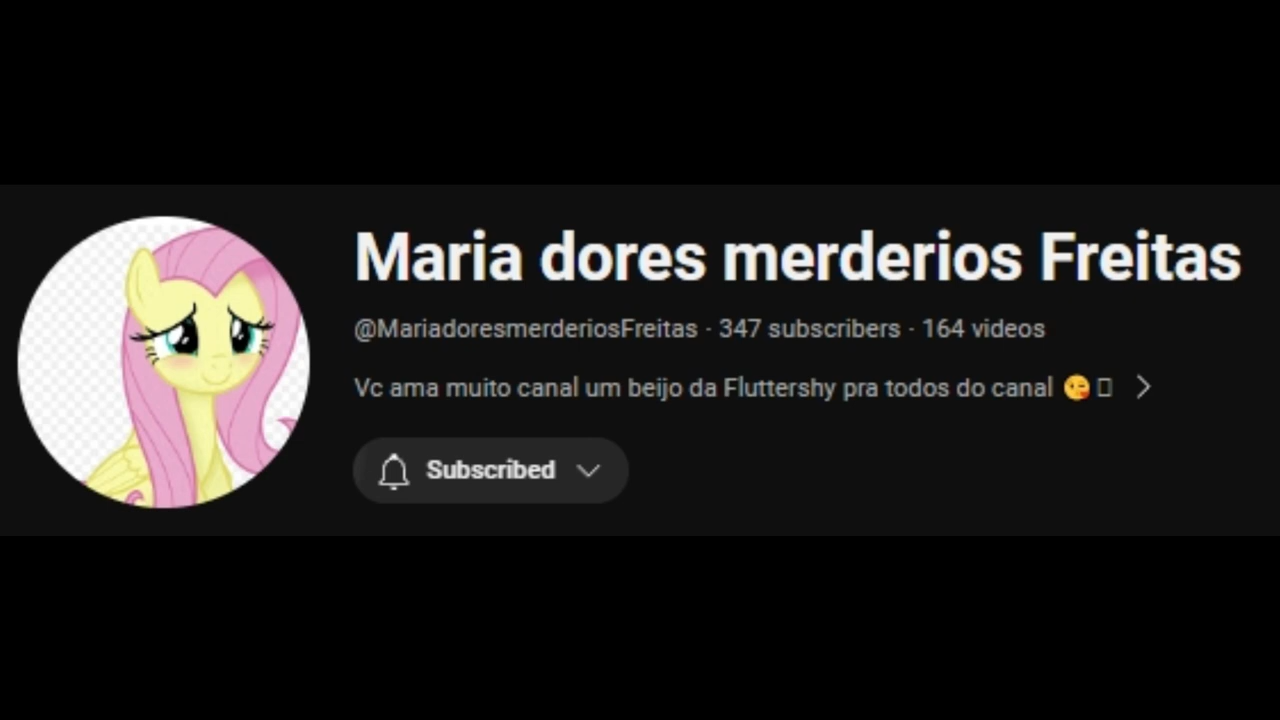 Maria dores merderios Freitas
@MariadoresmerderiosFreitas · 347 subscribers · 164 videos
Vc ama muito canal um beijo da Fluttershy pra todos do canal 😘
Subscribed